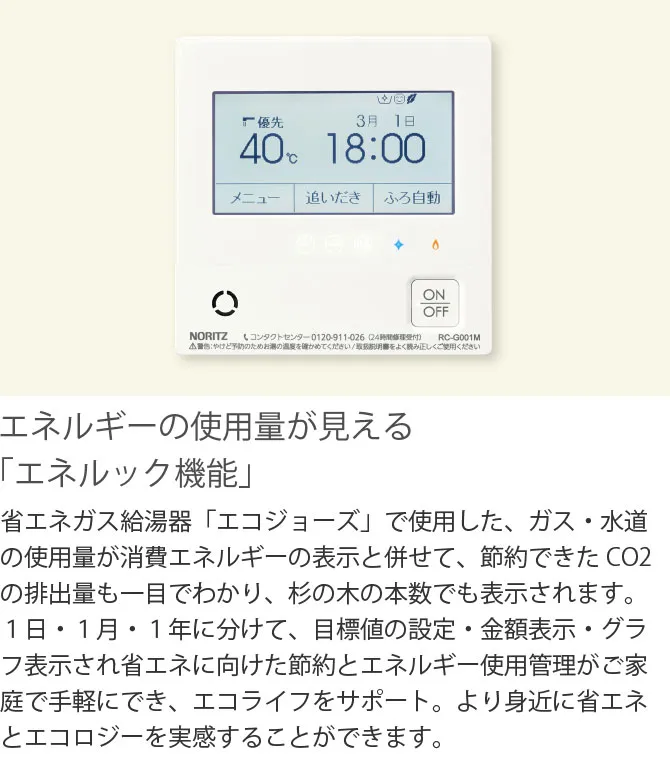 優先
3月 1日
40℃ 18:00
メニュー 追いだき ふろ自動
ON
OFF
NORITZ コンタクトセンター 0120-911-026 (24時間修理受付) RC-G001M
警告:やけど予防のためお湯の温度を確かめてください/取扱説明書をよく読み正しくご使用ください
エネルギーの使用量が見える
「エネルック機能」
省エネガス給湯器「エコジョーズ」で使用した、ガス・水道
の使用量が消費エネルギーの表示と併せて、節約できた CO2
の排出量も一目でわかり、杉の木の本数でも表示されます。
１日・１月・１年に分けて、目標値の設定・金額表示・グラ
フ表示され省エネに向けた節約とエネルギー使用管理がご家
庭で手軽にでき、エコライフをサポート。より身近に省エネ
とエコロジーを実感することができます。